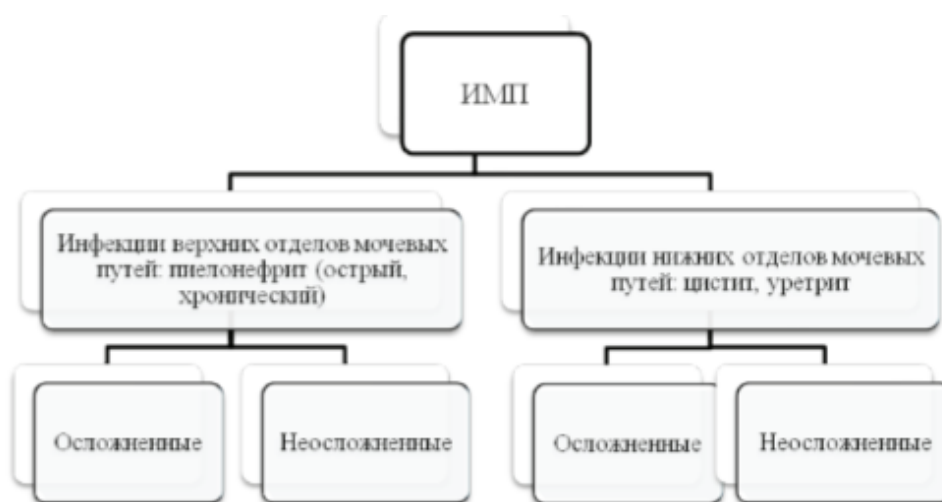 ИМП
Инфекции верхних отделов мочевых
путей: пиелонефрит (острый,
хронический)
Инфекции нижних отделов мочевых
путей: цистит, уретрит
Осложненные
Неосложненные
Осложненные
Неосложненные